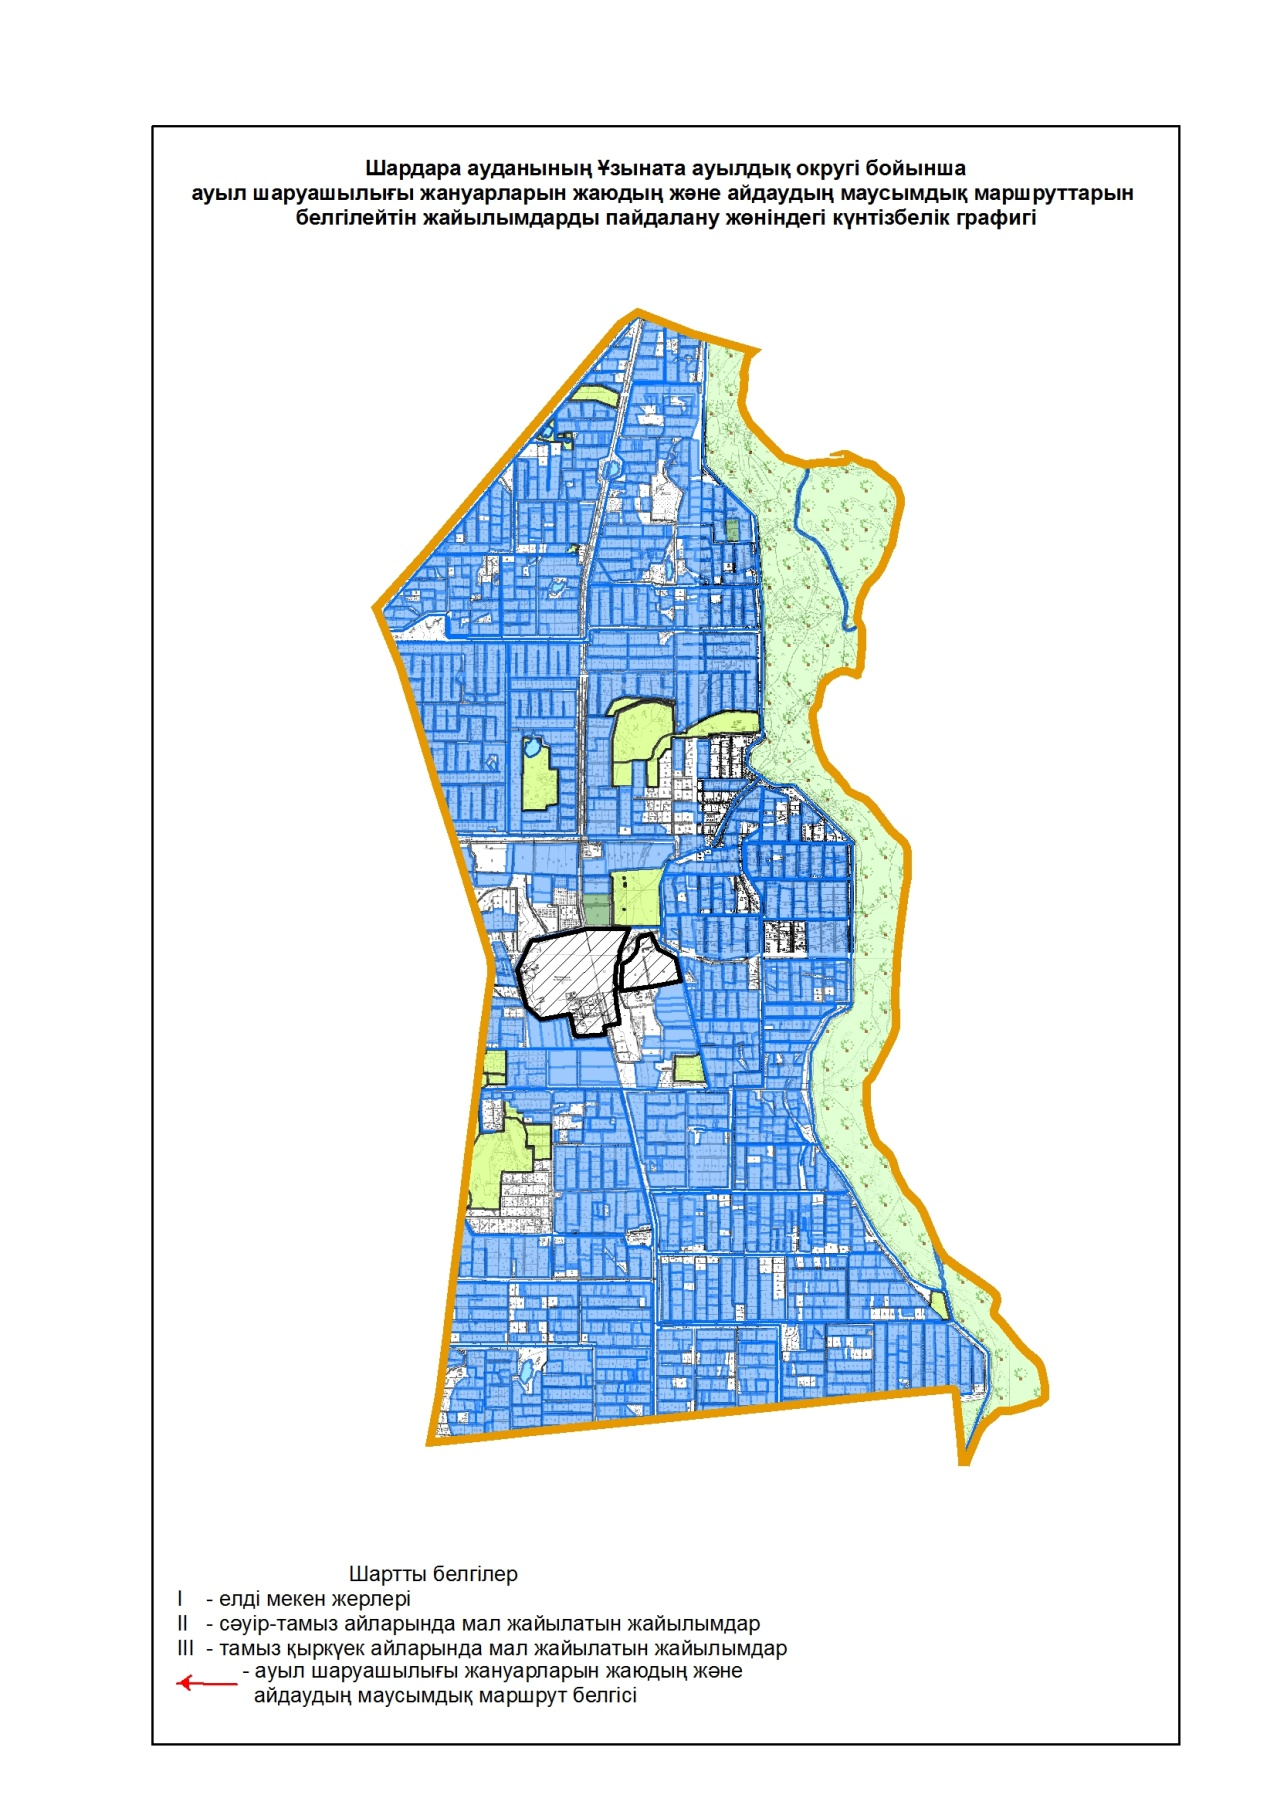 Шардара ауданының Ұзыната ауылдық округі бойынша
ауыл шаруашылығы жануарларын жаюдың және айдаудың маусымдық маршруттарын
белгілейтін жайылымдарды пайдалану жөніндегі күнтізбелік графигі
Шартты белгілер
I - елді мекен жерлері
II - сәуір-тамыз айларында мал жайылатын жайылымдар
III - тамыз қыркүек айларында мал жайылатын жайылымдар
- ауыл шаруашылығы жануарларын жаюдың және
айдаудың маусымдық маршрут белгісі